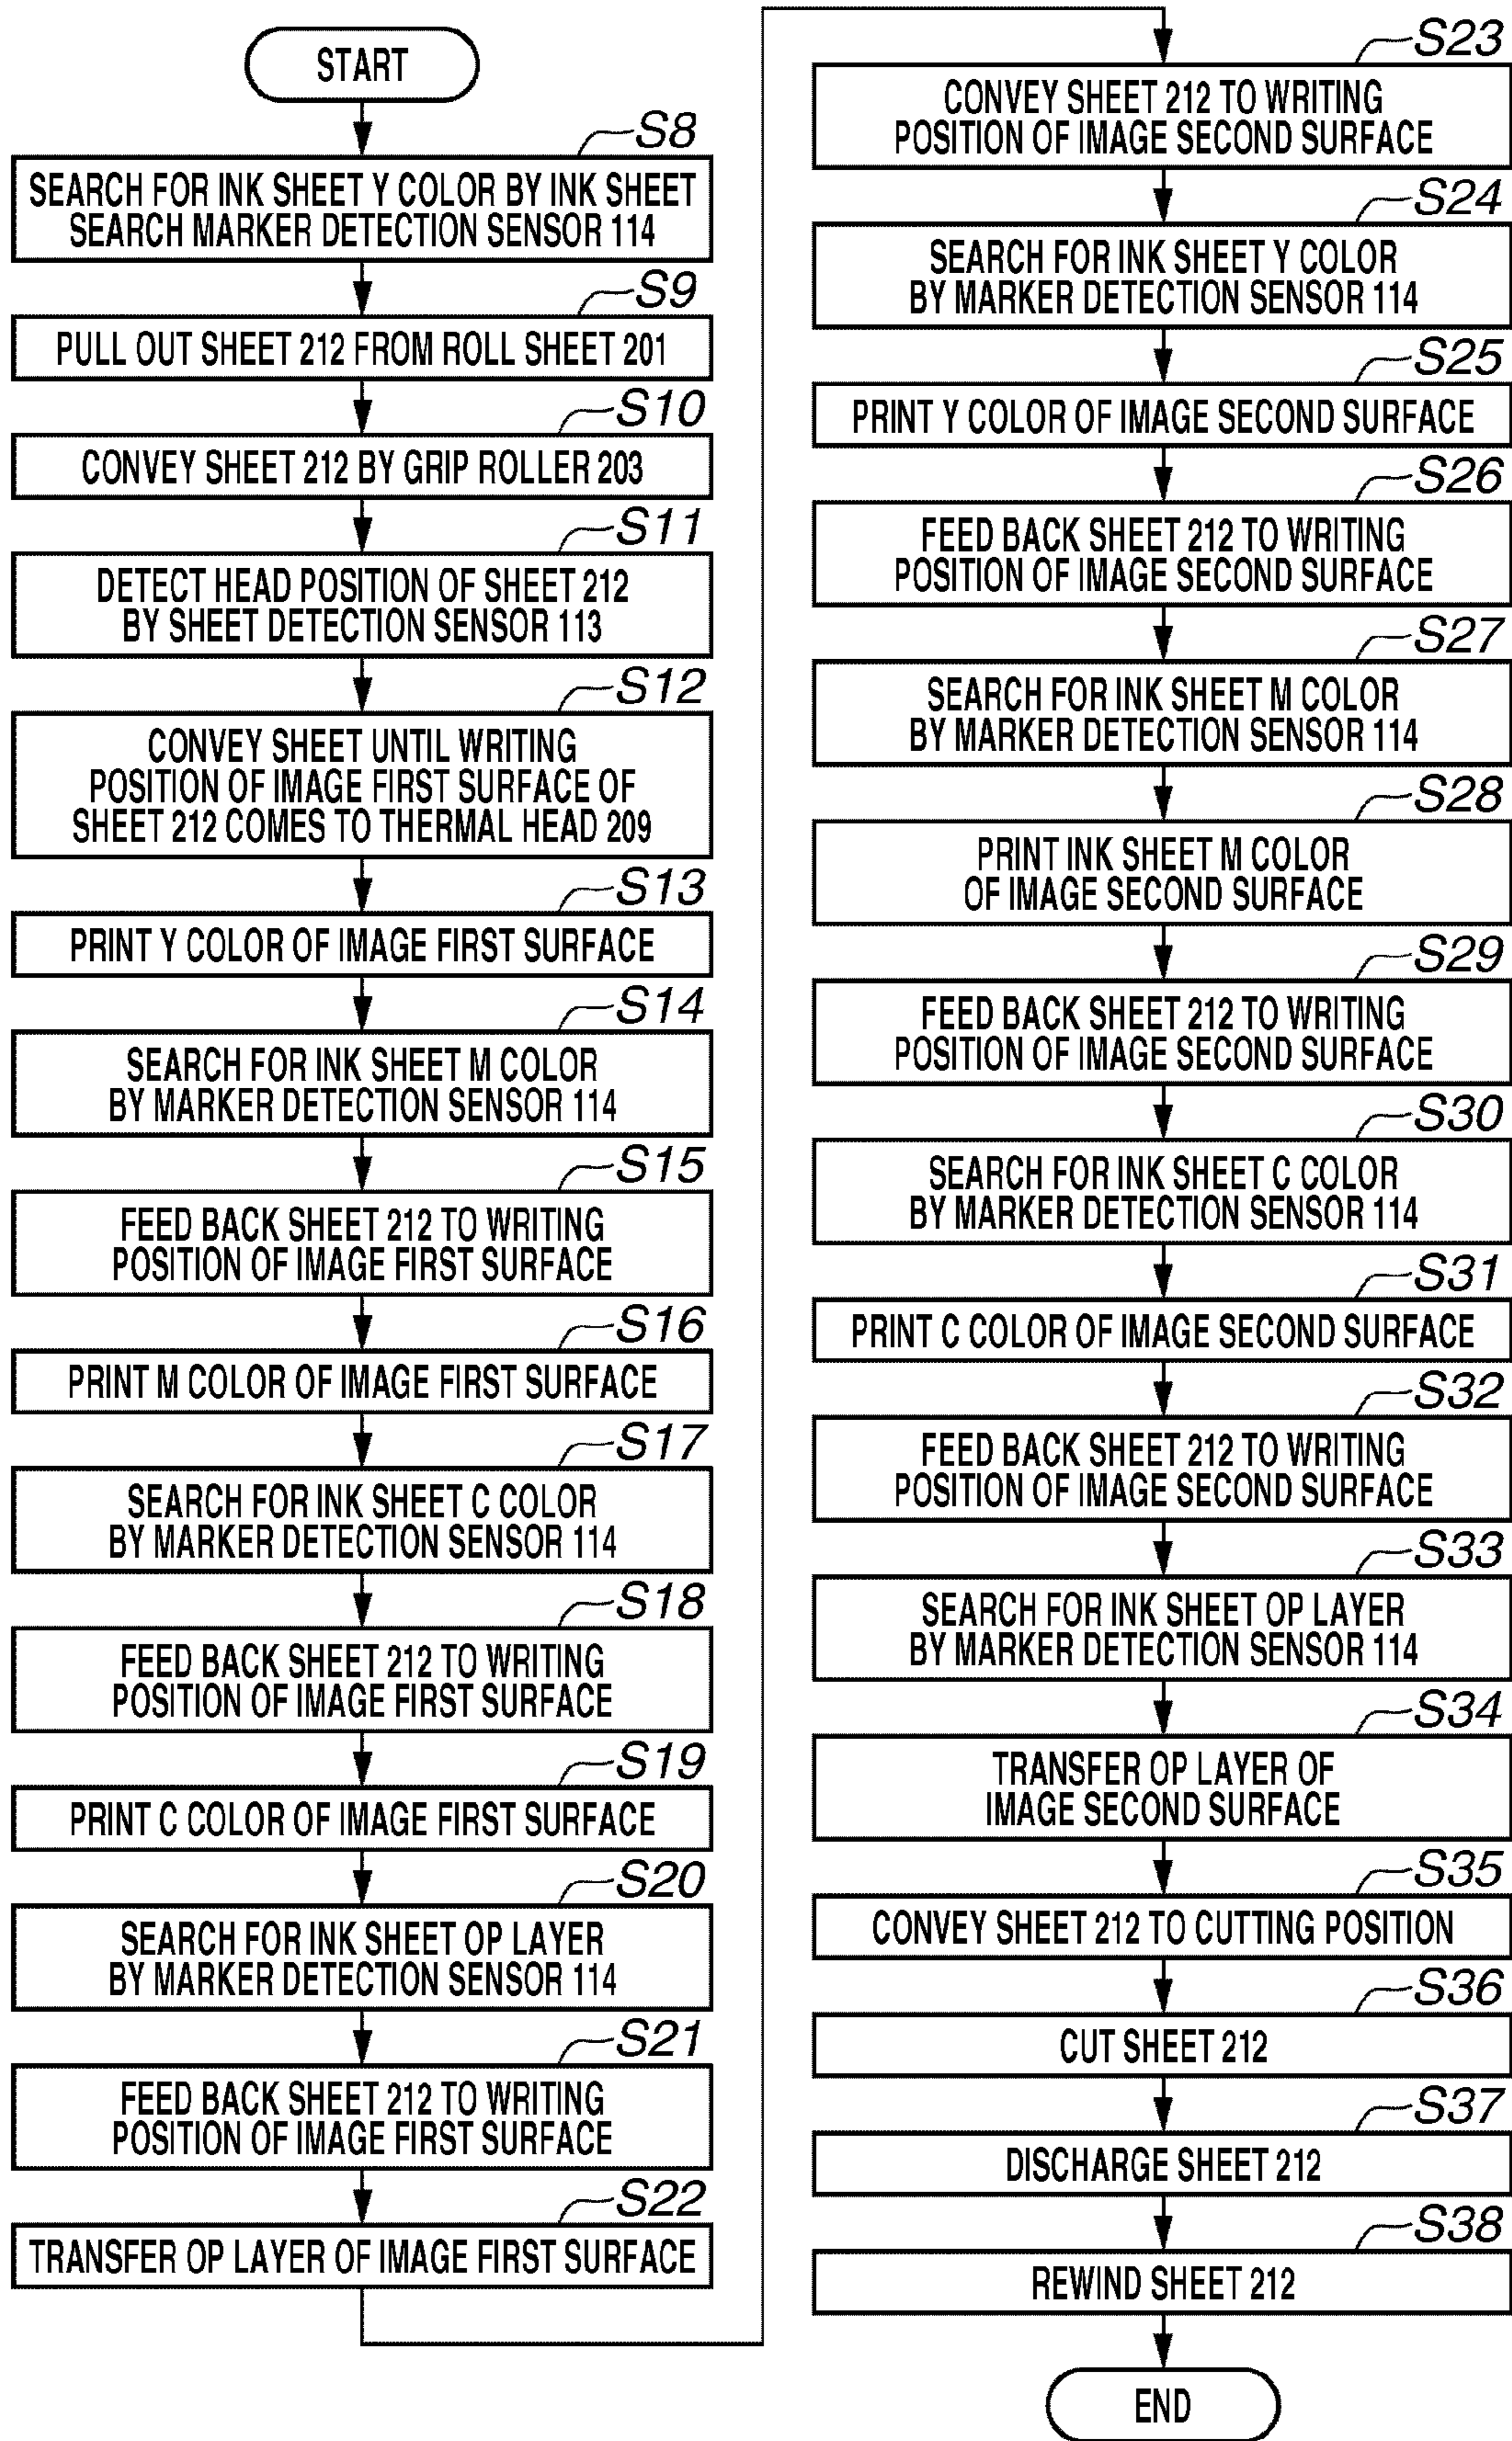 START
S8
SEARCH FOR INK SHEET Y COLOR BY INK SHEET
SEARCH MARKER DETECTION SENSOR 114
S9
PULL OUT SHEET 212 FROM ROLL SHEET 201
S10
CONVEY SHEET 212 BY GRIP ROLLER 203
S11
DETECT HEAD POSITION OF SHEET 212
BY SHEET DETECTION SENSOR 113
S12
CONVEY SHEET UNTIL WRITING
POSITION OF IMAGE FIRST SURFACE OF
SHEET 212 COMES TO THERMAL HEAD 209
S13
PRINT Y COLOR OF IMAGE FIRST SURFACE
S14
SEARCH FOR INK SHEET M COLOR
BY MARKER DETECTION SENSOR 114
S15
FEED BACK SHEET 212 TO WRITING
POSITION OF IMAGE FIRST SURFACE
S16
PRINT M COLOR OF IMAGE FIRST SURFACE
S17
SEARCH FOR INK SHEET C COLOR
BY MARKER DETECTION SENSOR 114
S18
FEED BACK SHEET 212 TO WRITING
POSITION OF IMAGE FIRST SURFACE
S19
PRINT C COLOR OF IMAGE FIRST SURFACE
S20
SEARCH FOR INK SHEET OP LAYER
BY MARKER DETECTION SENSOR 114
S21
FEED BACK SHEET 212 TO WRITING
POSITION OF IMAGE FIRST SURFACE
S22
TRANSFER OP LAYER OF IMAGE FIRST SURFACE
S23
CONVEY SHEET 212 TO WRITING
POSITION OF IMAGE SECOND SURFACE
S24
SEARCH FOR INK SHEET Y COLOR
BY MARKER DETECTION SENSOR 114
S25
PRINT Y COLOR OF IMAGE SECOND SURFACE
S26
FEED BACK SHEET 212 TO WRITING
POSITION OF IMAGE SECOND SURFACE
S27
SEARCH FOR INK SHEET M COLOR
BY MARKER DETECTION SENSOR 114
S28
PRINT INK SHEET M COLOR
OF IMAGE SECOND SURFACE
S29
FEED BACK SHEET 212 TO WRITING
POSITION OF IMAGE SECOND SURFACE
S30
SEARCH FOR INK SHEET C COLOR
BY MARKER DETECTION SENSOR 114
S31
PRINT C COLOR OF IMAGE SECOND SURFACE
S32
FEED BACK SHEET 212 TO WRITING
POSITION OF IMAGE SECOND SURFACE
S33
SEARCH FOR INK SHEET OP LAYER
BY MARKER DETECTION SENSOR 114
S34
TRANSFER OP LAYER OF
IMAGE SECOND SURFACE
S35
CONVEY SHEET 212 TO CUTTING POSITION
S36
CUT SHEET 212
S37
DISCHARGE SHEET 212
S38
REWIND SHEET 212
END